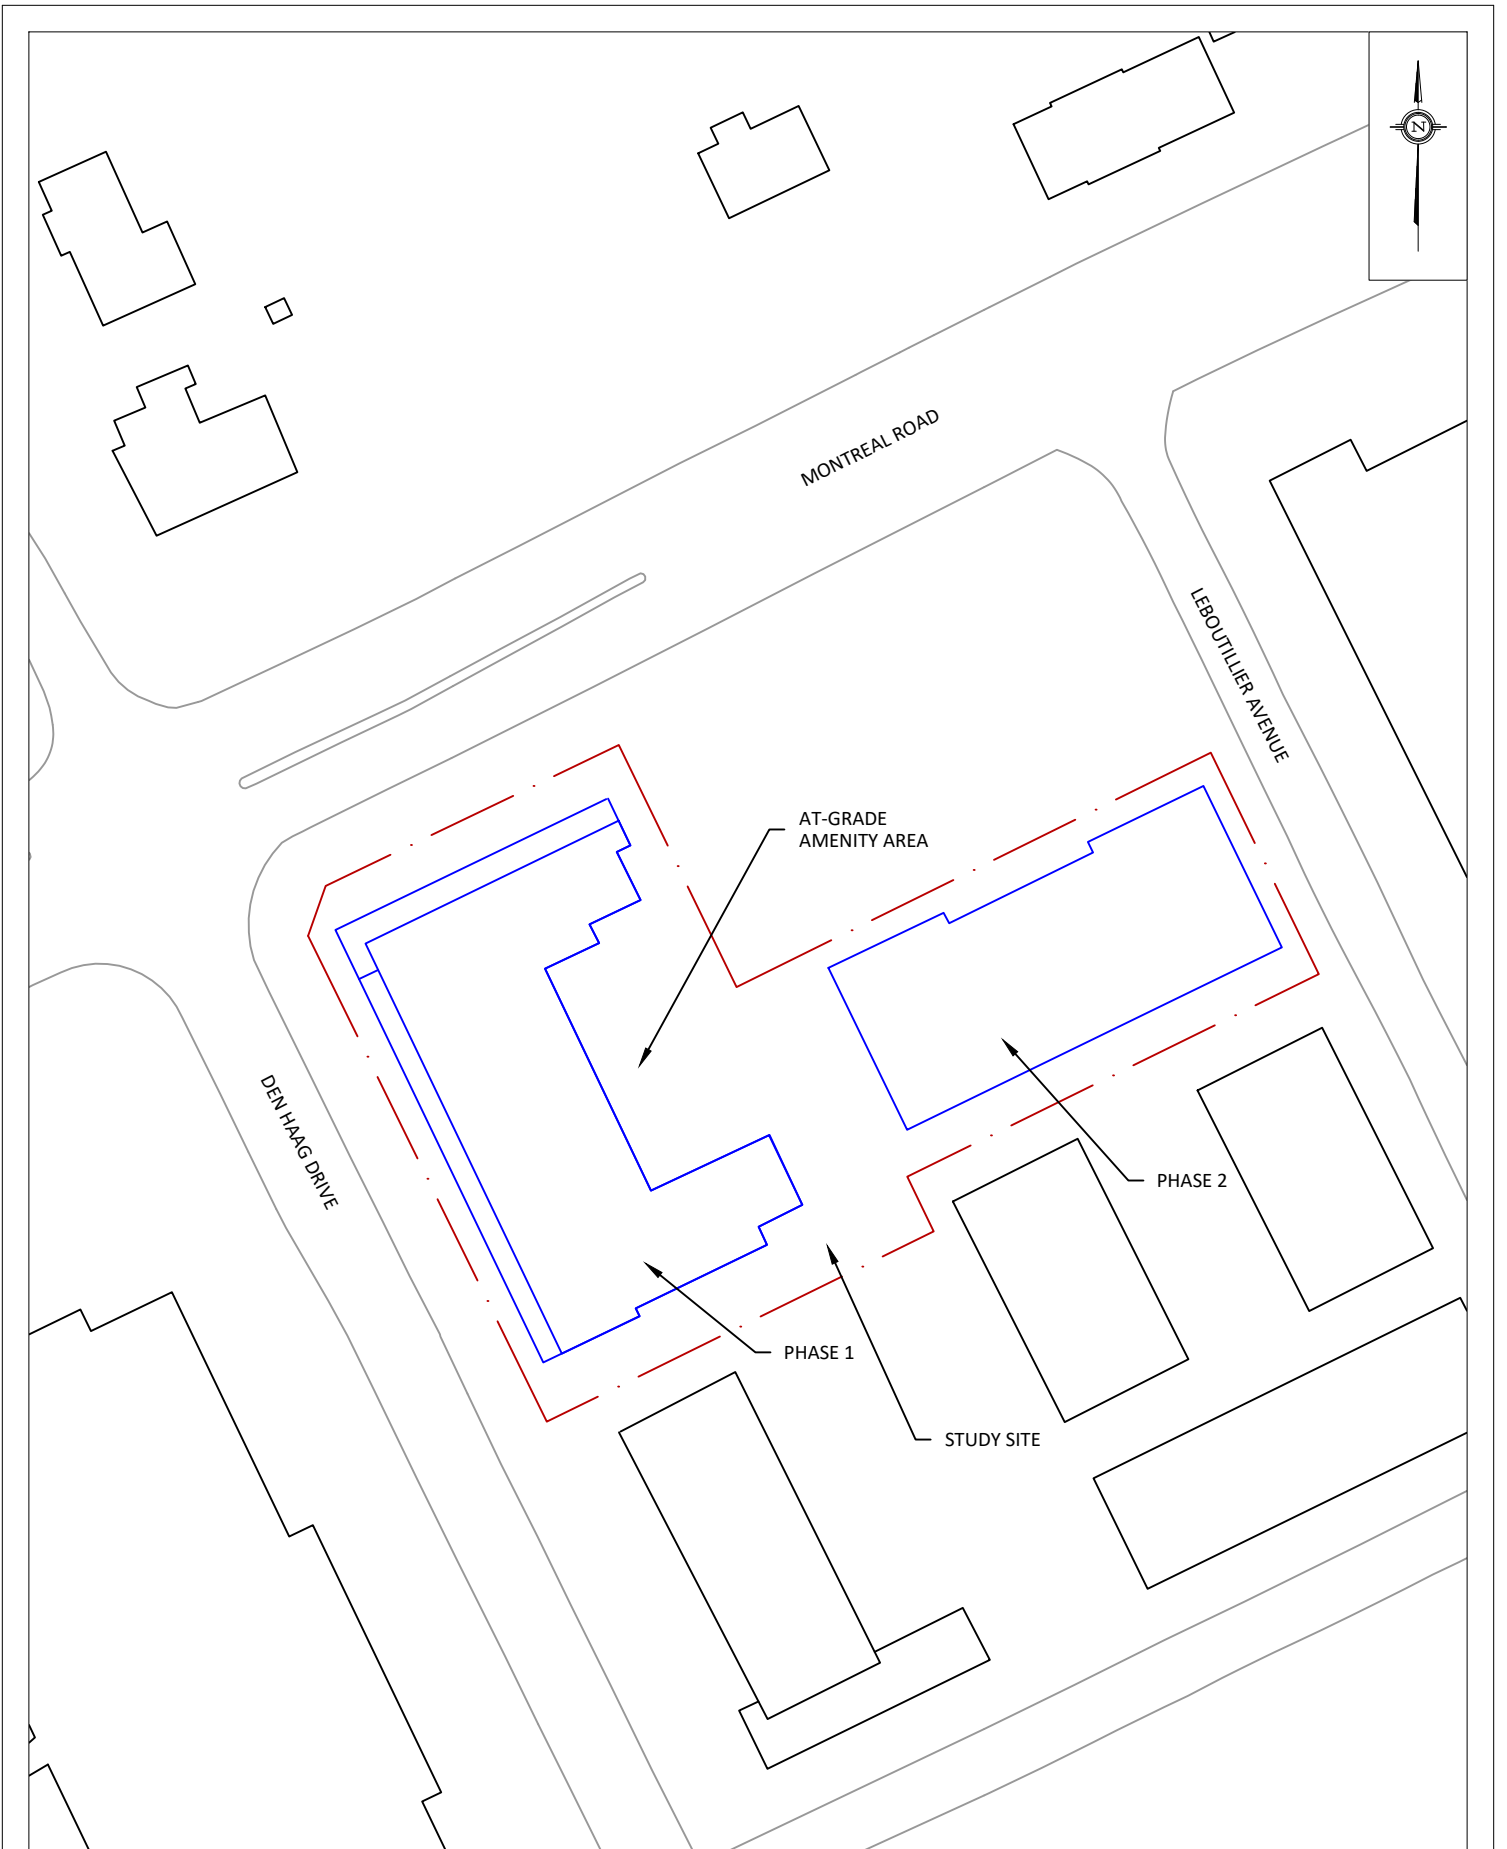 N
MONTREAL ROAD
LEBOUTILLIER AVENUE
AT-GRADE
AMENITY AREA
DEN HAAG DRIVE
PHASE 2
PHASE 1
STUDY SITE